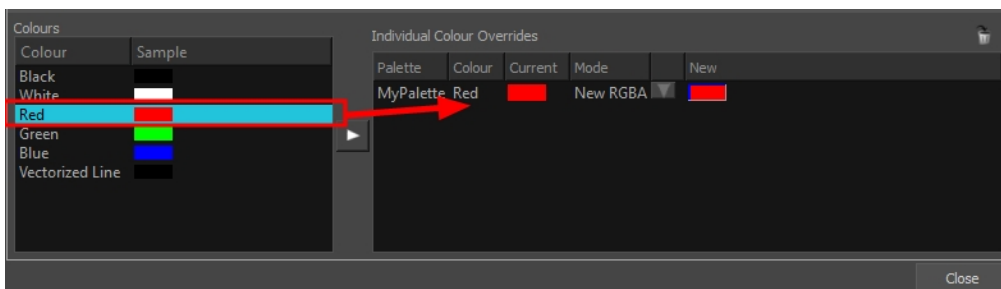 Colours
Colour Sample
Black
White
Red
Green
Blue
Vectorized Line
Individual Colour Overrides
Palette Colour Current Mode New
MyPalette Red New RGBA
Close